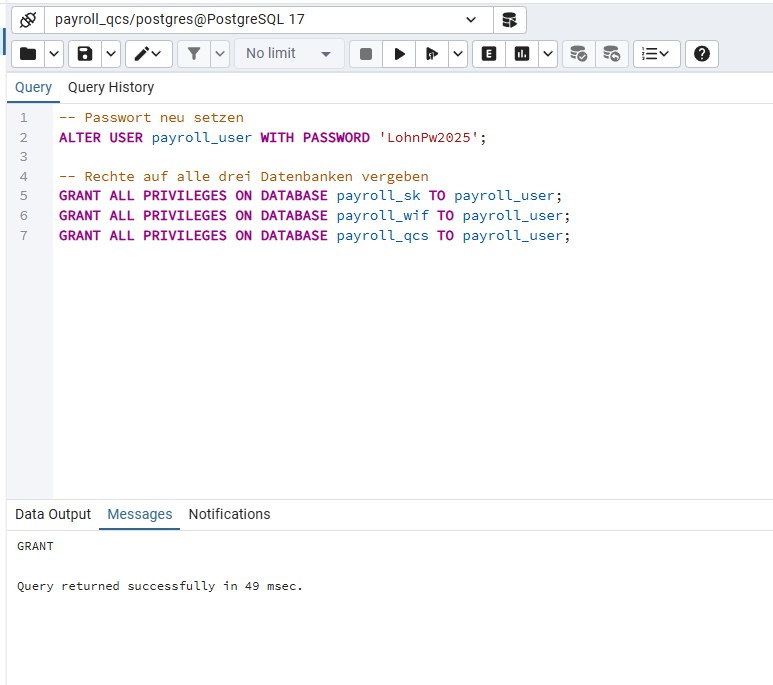 payroll_qcs/postgres@PostgreSQL 17
No limit
E
Query Query History
1 -- Passwort neu setzen
2 ALTER USER payroll_user WITH PASSWORD 'LohnPw2025';
3
4 -- Rechte auf alle drei Datenbanken vergeben
5 GRANT ALL PRIVILEGES ON DATABASE payroll_sk TO payroll_user;
6 GRANT ALL PRIVILEGES ON DATABASE payroll_wif TO payroll_user;
7 GRANT ALL PRIVILEGES ON DATABASE payroll_qcs TO payroll_user;
Data Output Messages Notifications
GRANT
Query returned successfully in 49 msec.